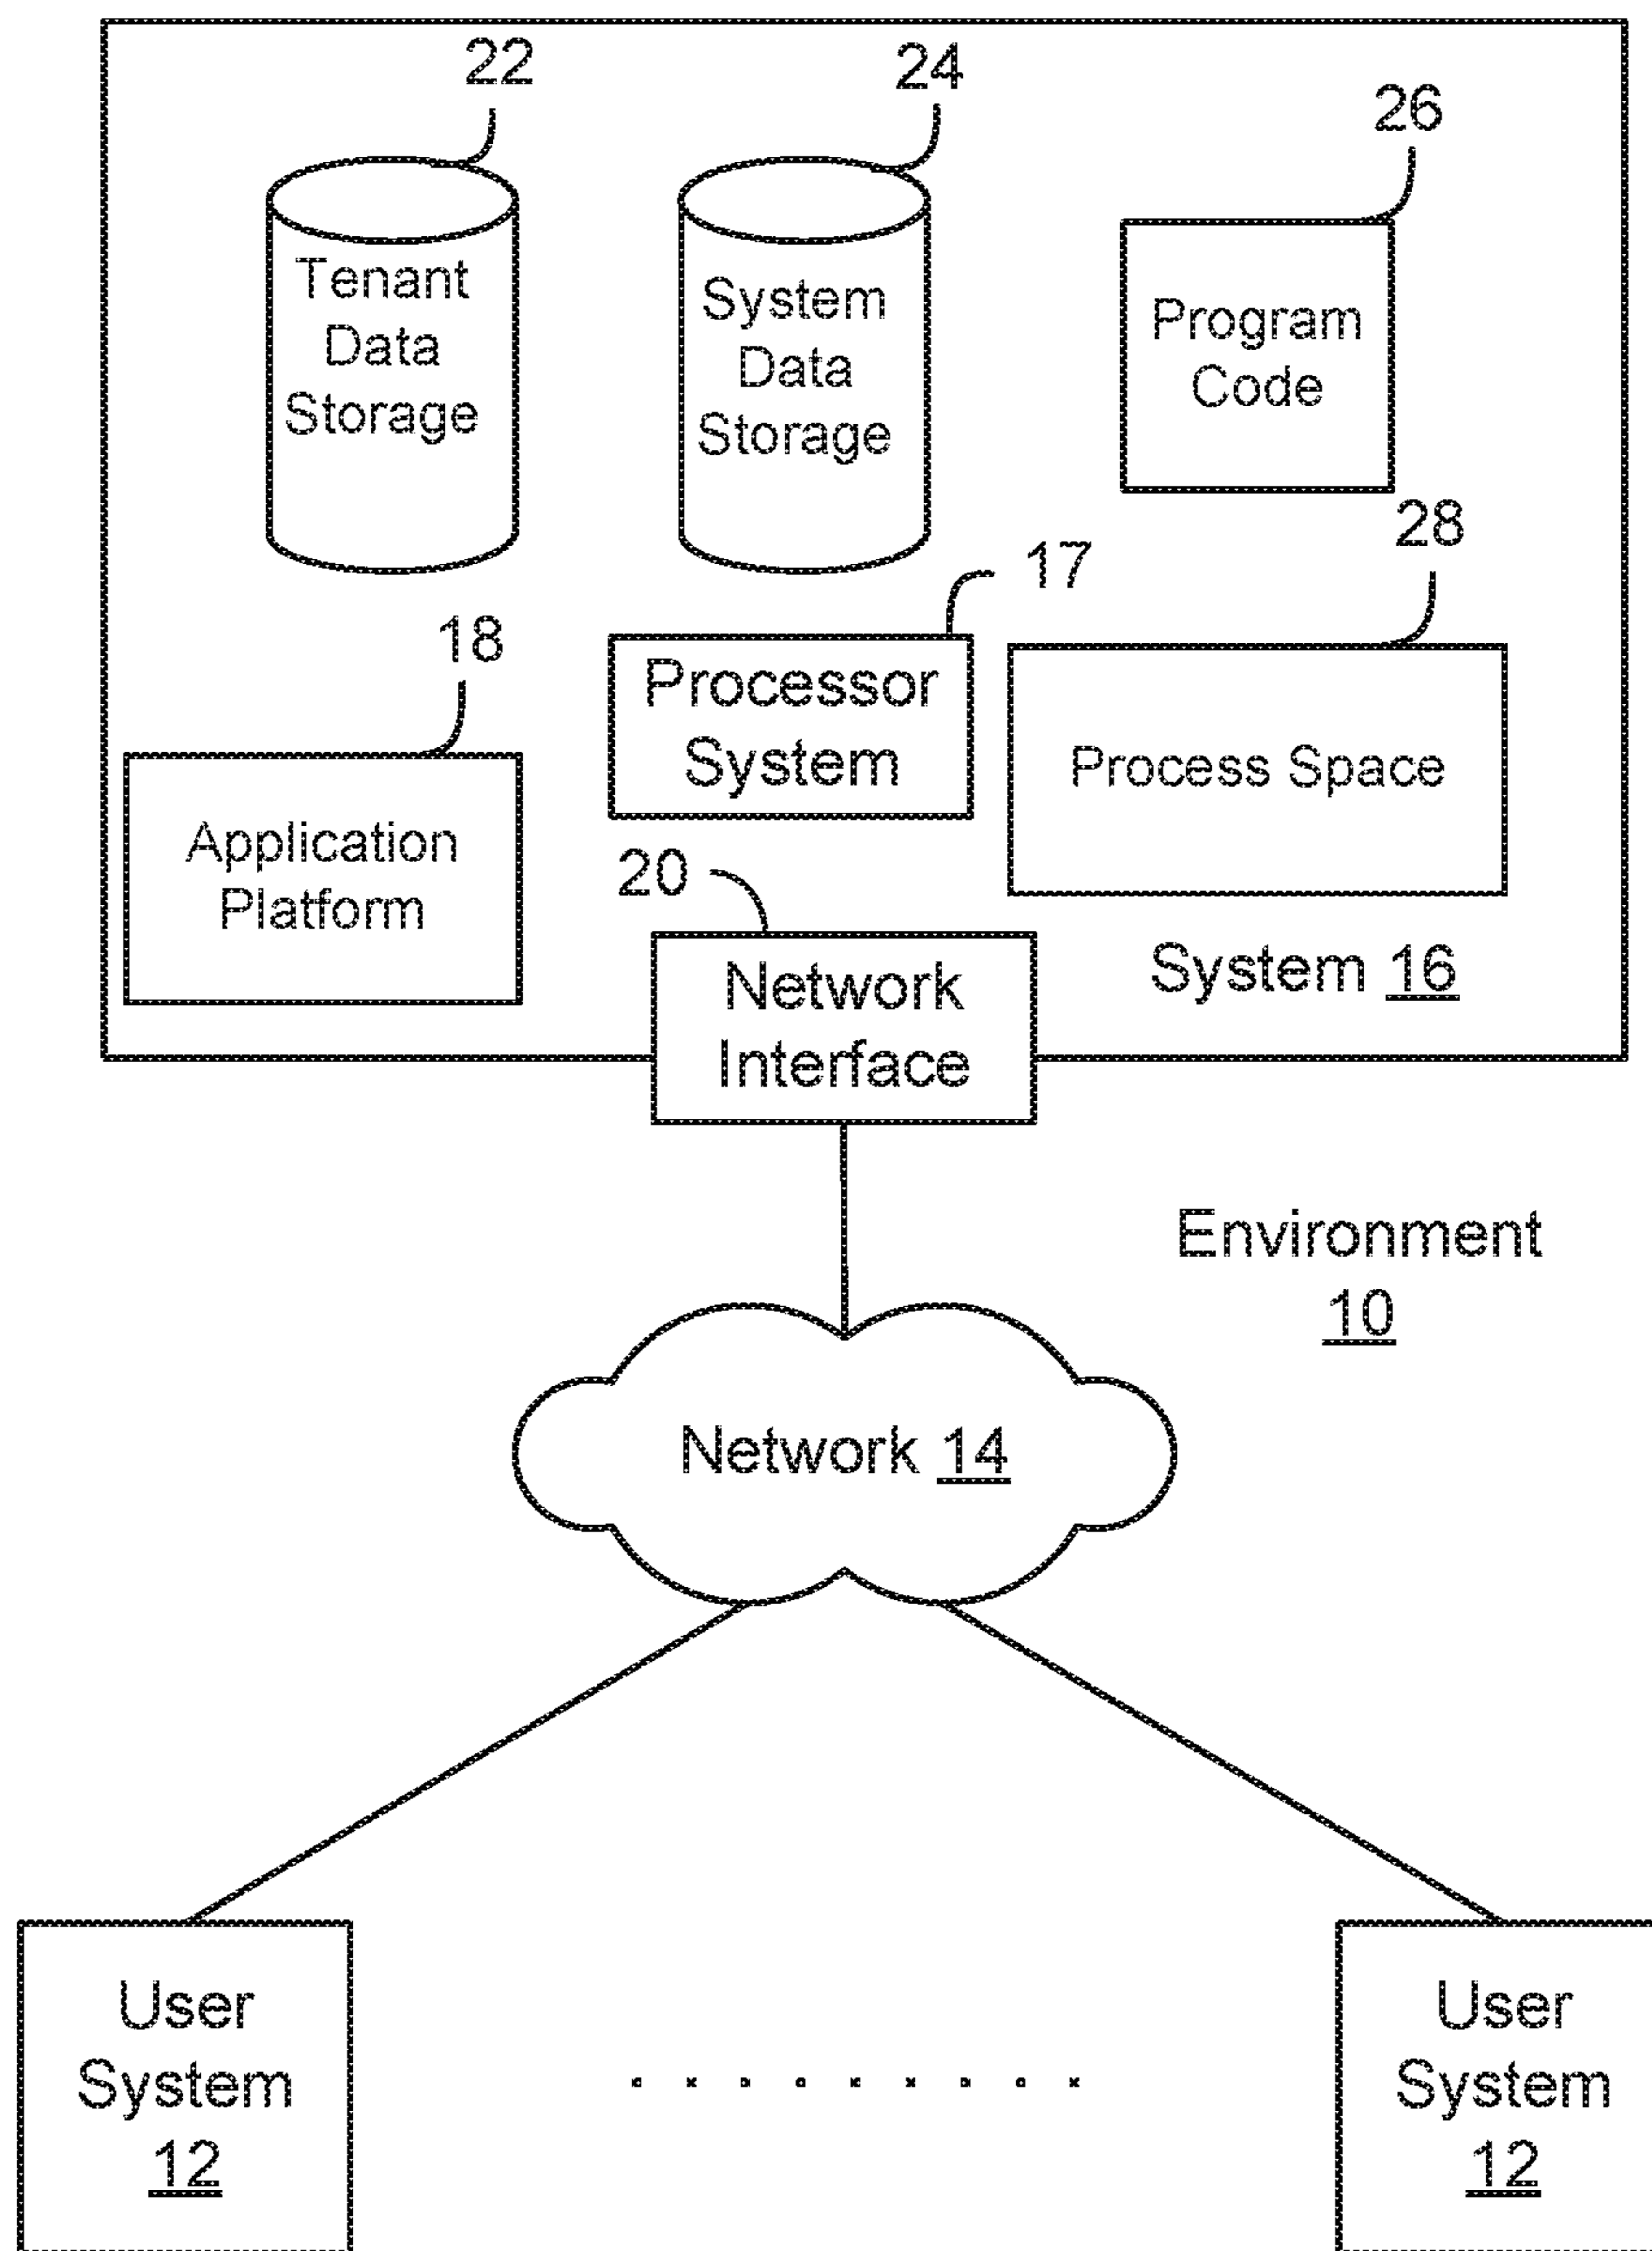 22
24
26
Tenant
Data
Storage
System
Data
Storage
Program
Code
28
17
18
Processor
System
Process Space
Application
Platform
20
Network
Interface
System 16
Environment
10
Network 14
User
System
12
User
System
12